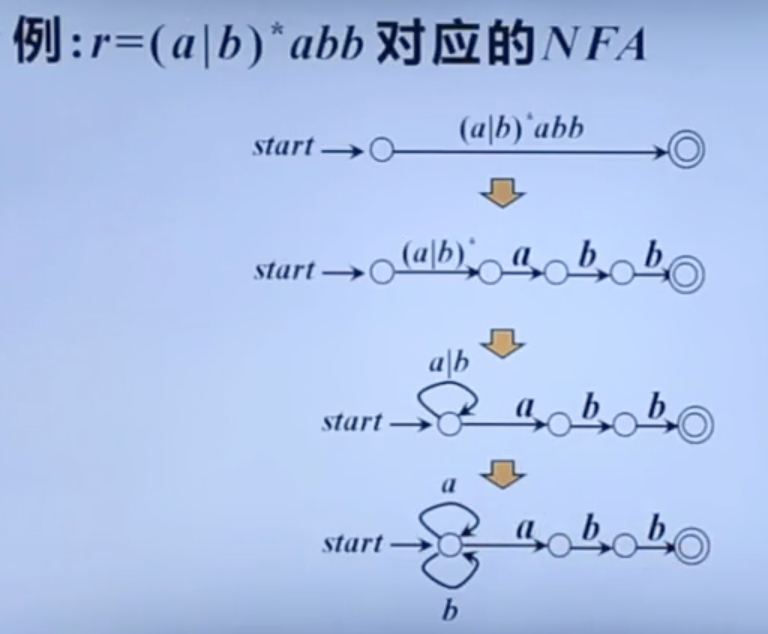 例:r=(a|b)*abb 对应的NFA
(a|b)*abb
start
(a|b)* a b b
start
a|b
a b b
start
a
a b b
start
b